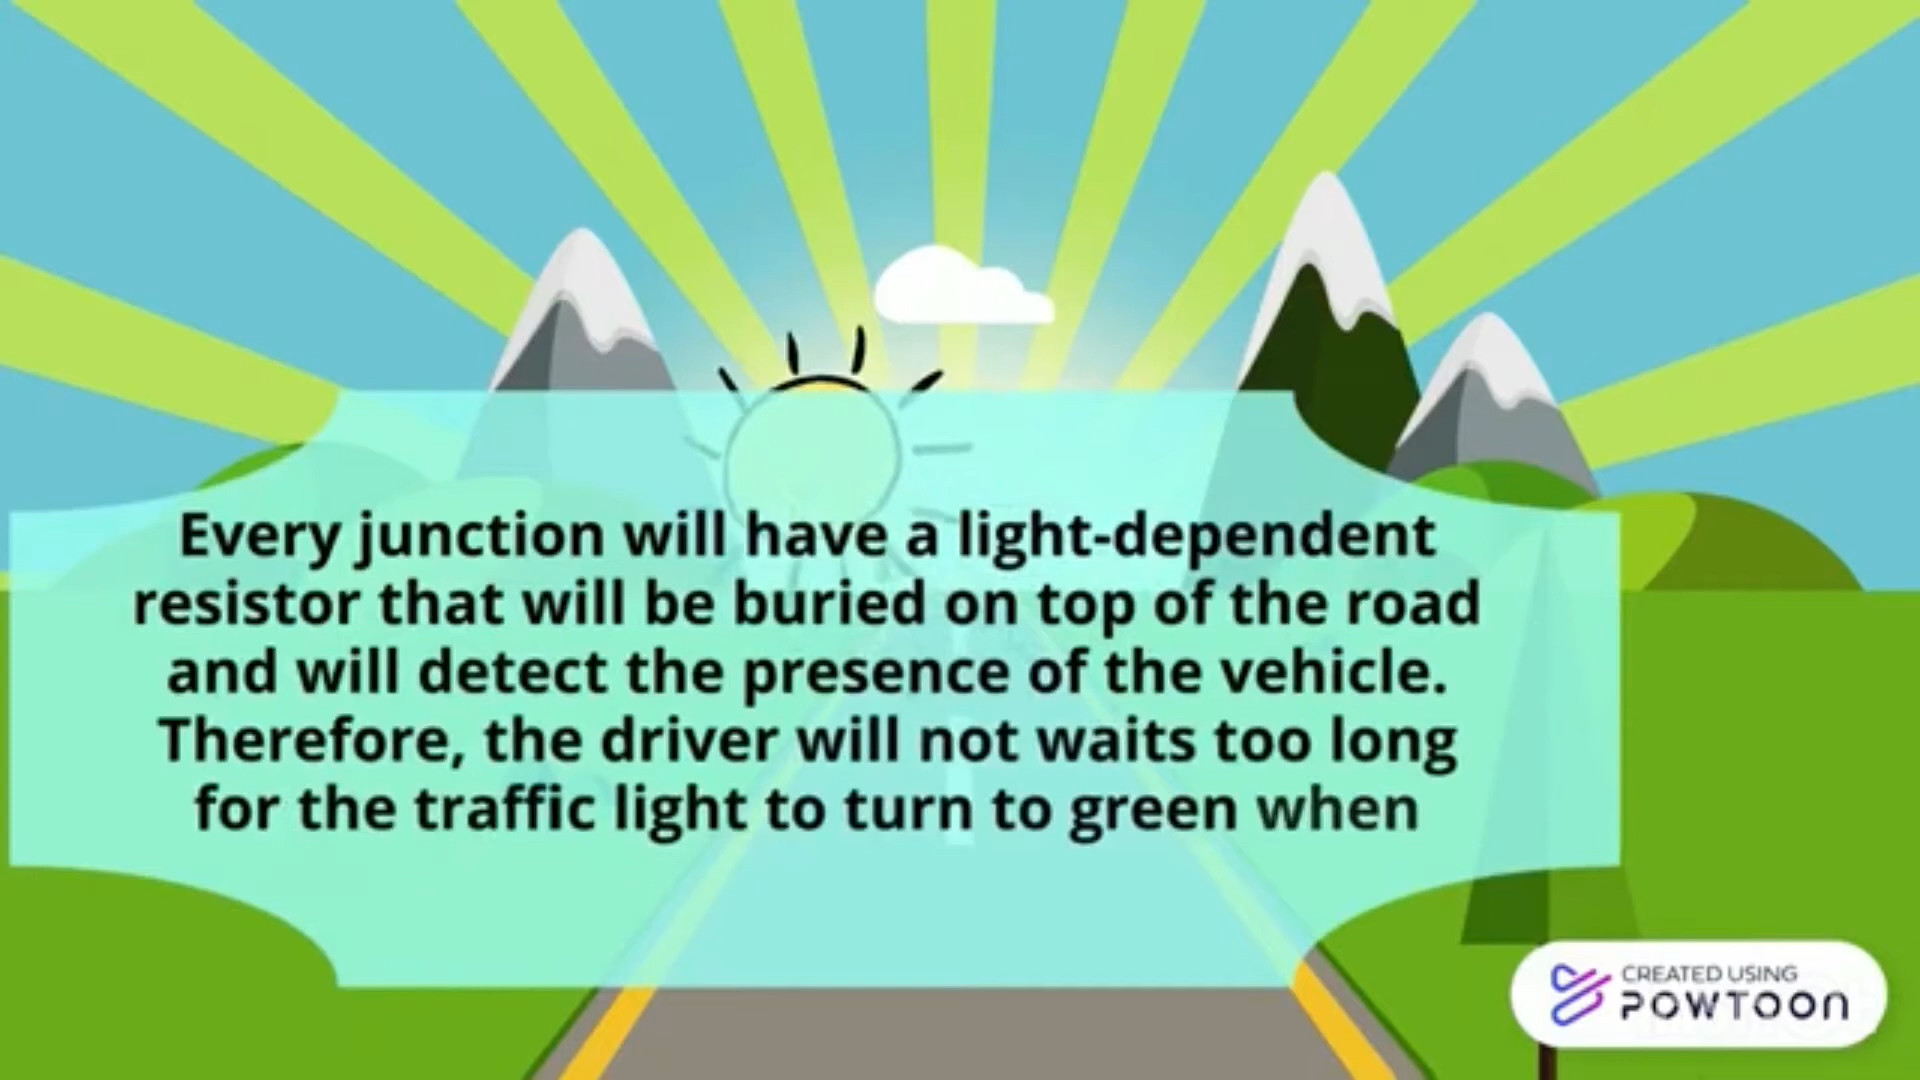 Every junction will have a light-dependent
resistor that will be buried on top of the road
and will detect the presence of the vehicle.
Therefore, the driver will not waits too long
for the traffic light to turn to green when
CREATED USING
POWTOON